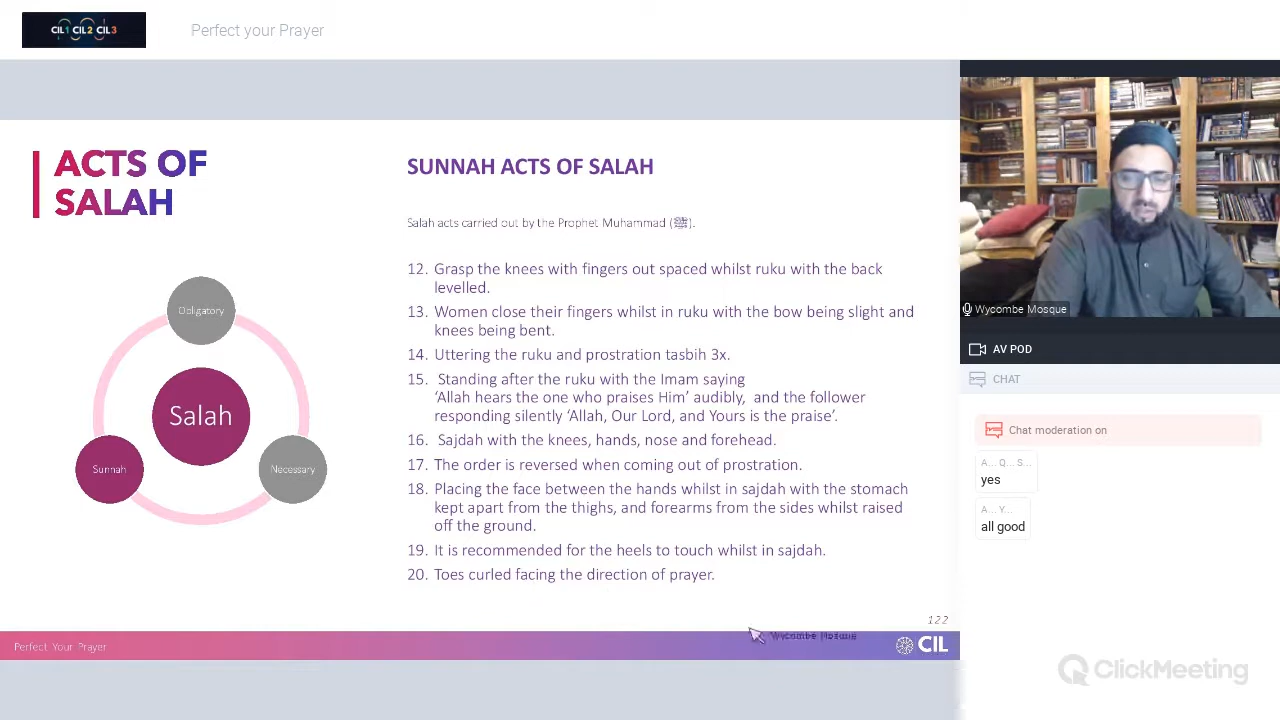 CIL1 CIL2 CIL3
Perfect your Prayer
ACTS OF
SALAH
Obligatory
Salah
Sunnah
Necessary
SUNNAH ACTS OF SALAH
Salah acts carried out by the Prophet Muhammad (ﷺ).
12. Grasp the knees with fingers out spaced whilst ruku with the back
levelled.
13. Women close their fingers whilst in ruku with the bow being slight and
knees being bent.
14. Uttering the ruku and prostration tasbih 3x.
15. Standing after the ruku with the Imam saying
‘Allah hears the one who praises Him’ audibly, and the follower
responding silently ‘Allah, Our Lord, and Yours is the praise’.
16. Sajdah with the knees, hands, nose and forehead.
17. The order is reversed when coming out of prostration.
18. Placing the face between the hands whilst in sajdah with the stomach
kept apart from the thighs, and forearms from the sides whilst raised
off the ground.
19. It is recommended for the heels to touch whilst in sajdah.
20. Toes curled facing the direction of prayer.
122
Perfect Your Prayer
Wycombe Mosque
CIL
Wycombe Mosque
AV POD
CHAT
Chat moderation on
A... Q... S...
yes
A... Y...
all good
ClickMeeting